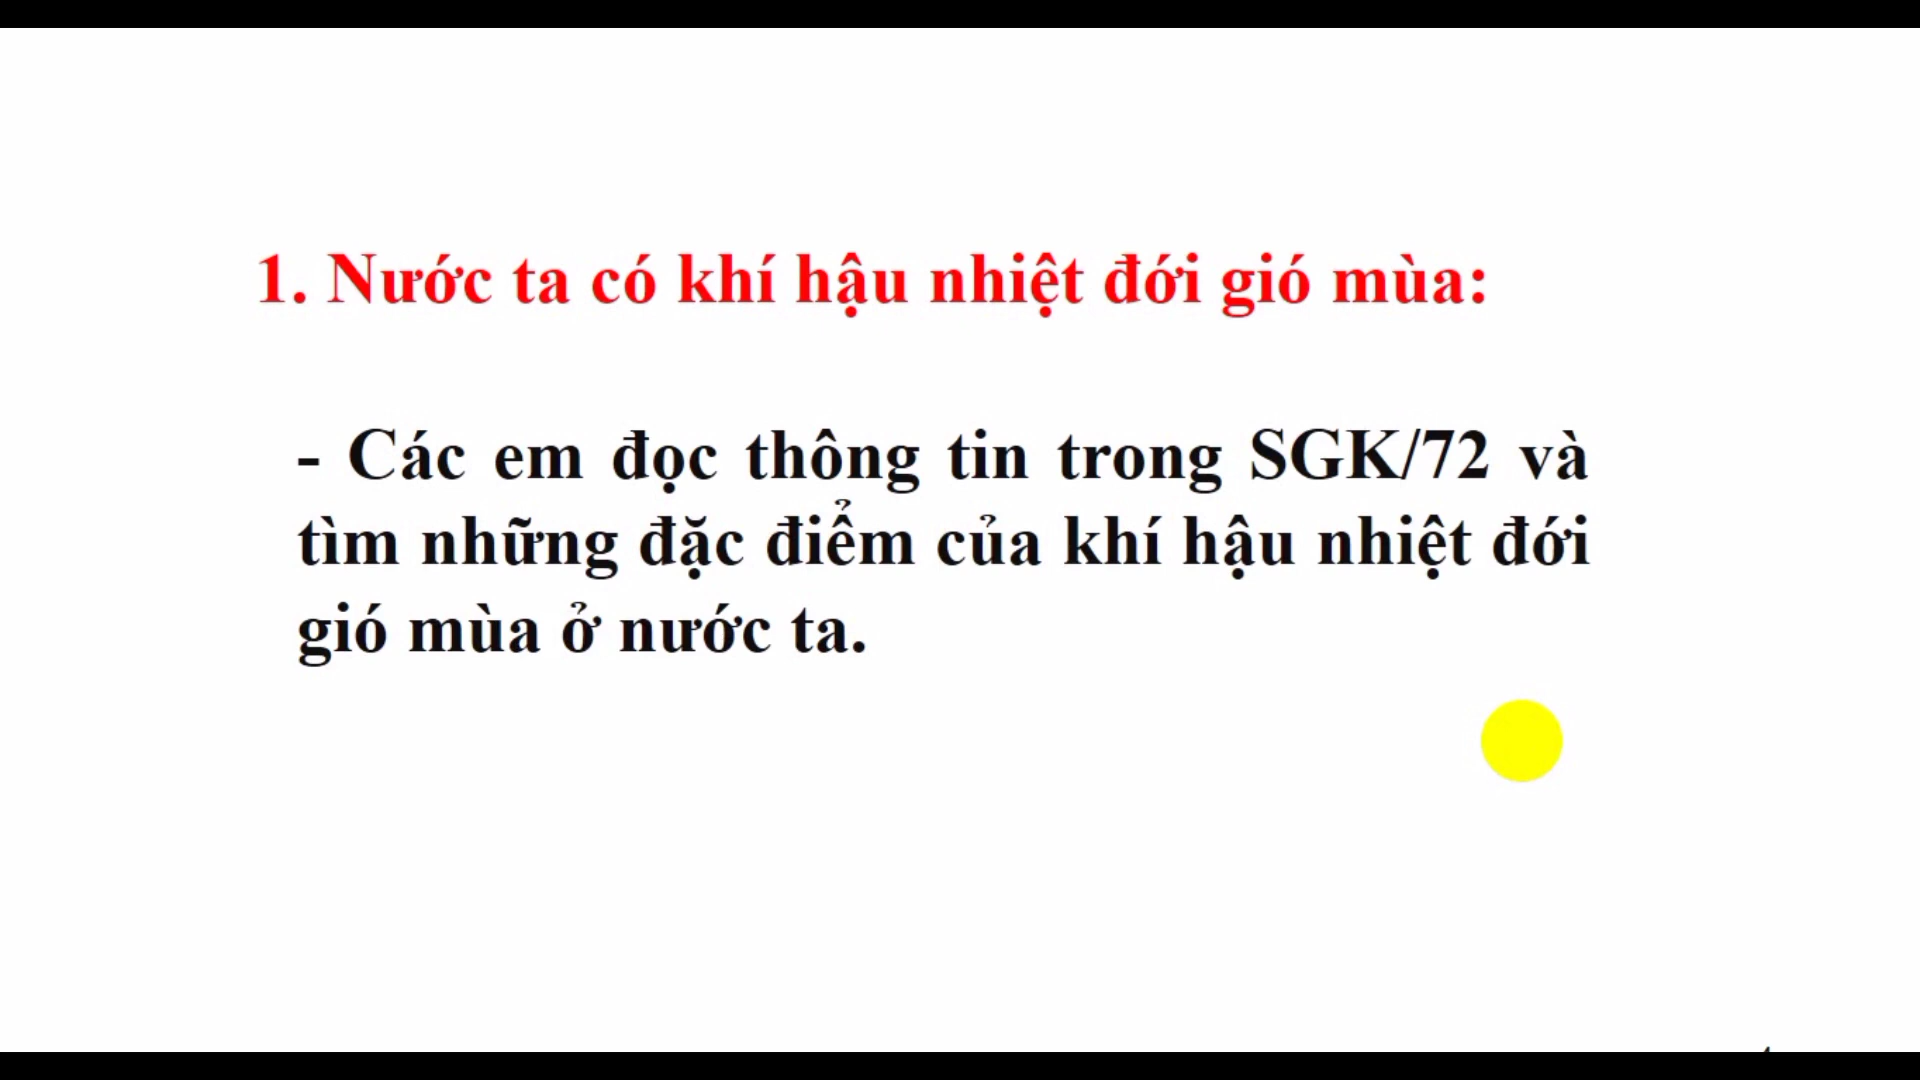 1. Nước ta có khí hậu nhiệt đới gió mùa:
- Các em đọc thông tin trong SGK/72 và
tìm những đặc điểm của khí hậu nhiệt đới
gió mùa ở nước ta.